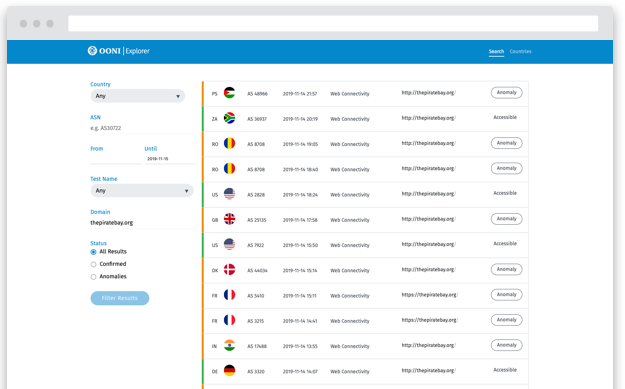 OONI Explorer
Search Countries
Country
Any
ASN
e.g. AS30722
From Until
2019-11-15
Test Name
Any
Domain
thepiratebay.org
Status
All Results
Confirmed
Anomalies
Filter Results
PS AS 48966 2019-11-14 21:57 Web Connectivity http://thepiratebay.org/ Anomaly
ZA AS 36937 2019-11-14 20:19 Web Connectivity http://thepiratebay.org/ Accessible
RO AS 8708 2019-11-14 19:05 Web Connectivity http://thepiratebay.org/ Anomaly
RO AS 8708 2019-11-14 18:40 Web Connectivity http://thepiratebay.org/ Anomaly
US AS 2828 2019-11-14 18:24 Web Connectivity http://thepiratebay.org/ Accessible
GB AS 25135 2019-11-14 17:58 Web Connectivity http://thepiratebay.org/ Anomaly
US AS 7922 2019-11-14 15:50 Web Connectivity http://thepiratebay.org/ Accessible
DK AS 44034 2019-11-14 15:14 Web Connectivity http://thepiratebay.org/ Anomaly
FR AS 5410 2019-11-14 15:11 Web Connectivity https://thepiratebay.org/ Anomaly
FR AS 3215 2019-11-14 14:41 Web Connectivity https://thepiratebay.org/ Anomaly
IN AS 17488 2019-11-14 13:55 Web Connectivity http://thepiratebay.org/ Anomaly
DE AS 3320 2019-11-14 14:07 Web Connectivity http://thepiratebay.org/ Accessible